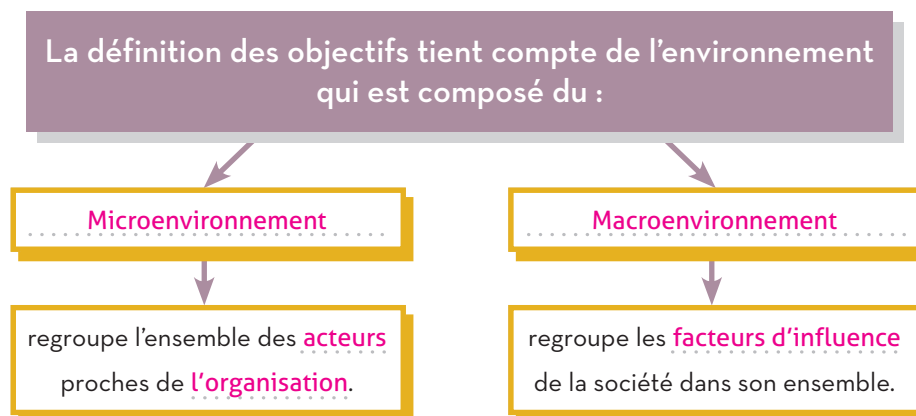 La définition des objectifs tient compte de l’environnement
qui est composé du :
Microenvironnement
Macroenvironnement
regroupe l’ensemble des acteurs
proches de l’organisation.
regroupe les facteurs d’influence
de la société dans son ensemble.